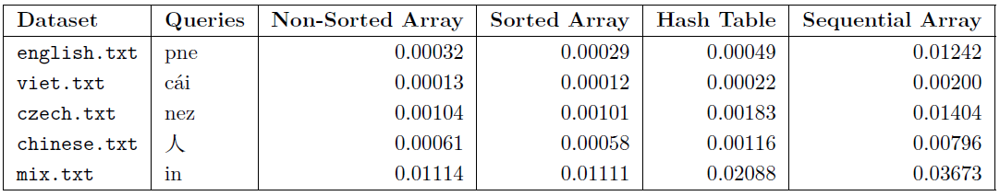 Dataset Queries Non-Sorted Array Sorted Array Hash Table Sequential Array
english.txt pne 0.00032 0.00029 0.00049 0.01242
viet.txt cái 0.00013 0.00012 0.00022 0.00200
czech.txt nez 0.00104 0.00101 0.00183 0.01404
chinese.txt 人 0.00061 0.00058 0.00116 0.00796
mix.txt in 0.01114 0.01111 0.02088 0.03673